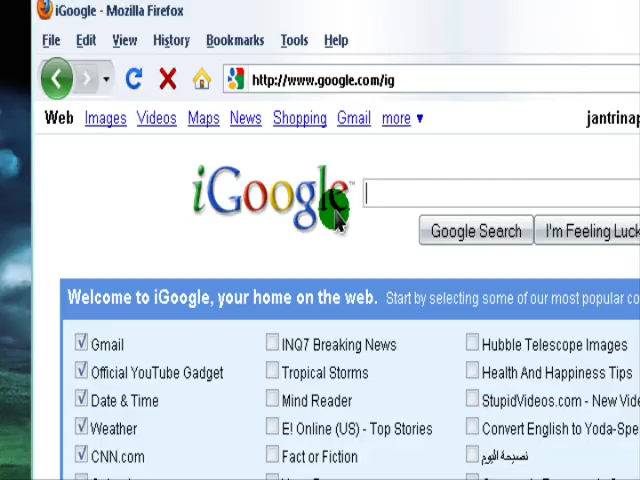 iGoogle - Mozilla Firefox
File Edit View History Bookmarks Tools Help
http://www.google.com/ig
Web Images Videos Maps News Shopping Gmail more ▼ jantrinap
iGoogle™
Google Search I'm Feeling Luck
Welcome to iGoogle, your home on the web. Start by selecting some of our most popular co
Gmail INQ7 Breaking News Hubble Telescope Images
Official YouTube Gadget Tropical Storms Health And Happiness Tips
Date & Time Mind Reader StupidVideos.com - New Vide
Weather E! Online (US) - Top Stories Convert English to Yoda-Spe
CNN.com Fact or Fiction نصيحة اليوم